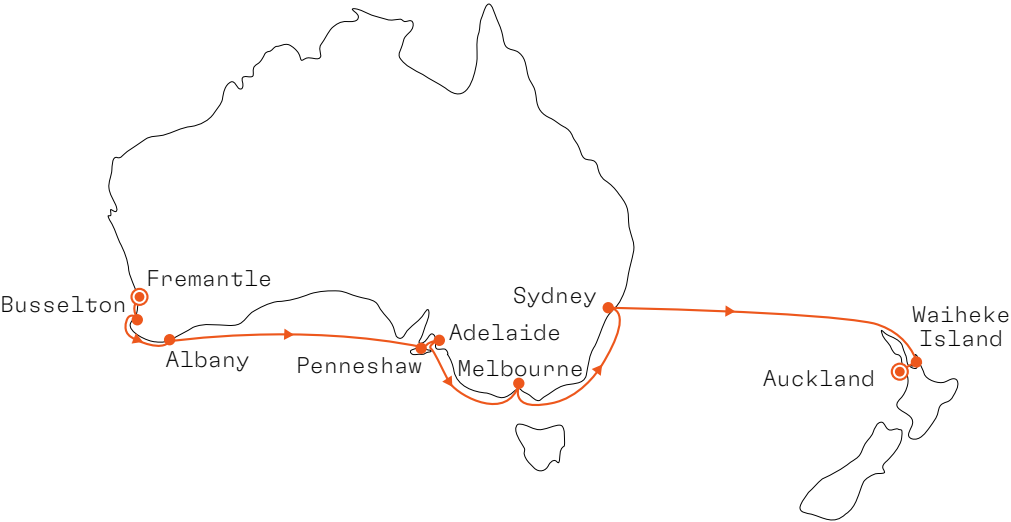 Fremantle
Busselton
Albany
Penneshaw
Adelaide
Melbourne
Sydney
Waiheke
Island
Auckland